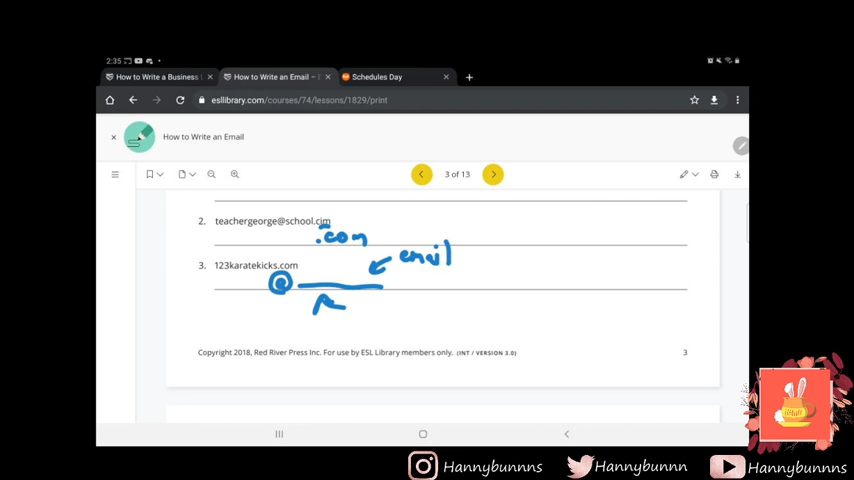 2:35
How to Write a Business L
How to Write an Email – E
Schedules Day
esllibrary.com/courses/74/lessons/1829/print
How to Write an Email
3 of 13
2. teachergeorge@school.cim
.com
email
3. 123karatekicks.com
@
Copyright 2018, Red River Press Inc. For use by ESL Library members only. (INT / VERSION 3.0)
3
Hannybunnns
Hannybunnn
Hannybunnns